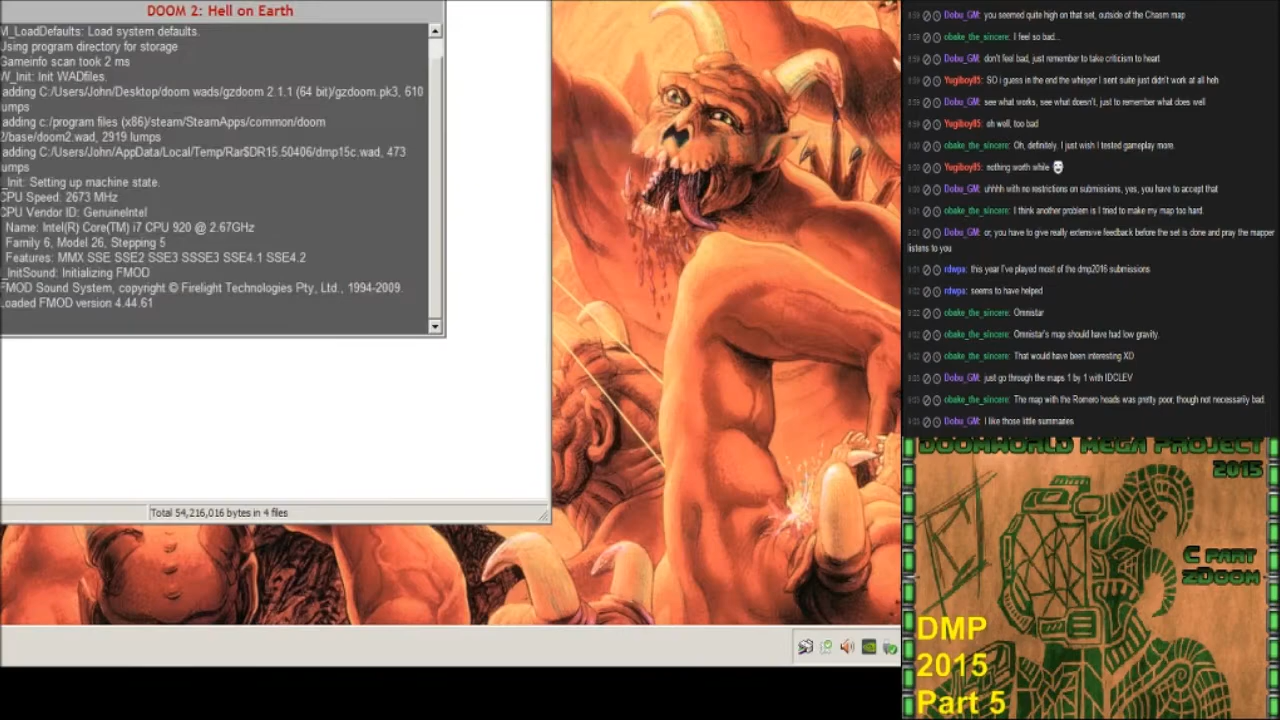 DOOM 2: Hell on Earth
M_LoadDefaults: Load system defaults.
Using program directory for storage
Gameinfo scan took 2 ms
W_Init: Init WADfiles.
adding C:/Users/John/Desktop/doom wads/gzdoom 2.1.1 (64 bit)/gzdoom.pk3, 610
umps
adding c:/program files (x86)/steam/SteamApps/common/doom
2/base/doom2.wad, 2919 lumps
adding C:/Users/John/AppData/Local/Temp/Rar$DR15.50406/dmp15c.wad, 473
umps
_Init: Setting up machine state.
CPU Speed: 2673 MHz
CPU Vendor ID: GenuineIntel
Name: Intel(R) Core(TM) i7 CPU 920 @ 2.67GHz
Family 6, Model 26, Stepping 5
Features: MMX SSE SSE2 SSE3 SSSE3 SSE4.1 SSE4.2
_InitSound: Initializing FMOD
FMOD Sound System, copyright © Firelight Technologies Pty, Ltd., 1994-2009.
Loaded FMOD version 4.44.61
Total 54,216,016 bytes in 4 files
Dobu_GM: you seemed quite high on that set, outside of the Chasm map
obake_the_sincere: I feel so bad...
Dobu_GM: don't feel bad, just remember to take criticism to heart
Yugiboy85: SO i guess in the end the whisper I sent suite just didn't work at all heh
Dobu_GM: see what works, see what doesn't, just to remember what does well
Yugiboy85: oh well, too bad
obake_the_sincere: Oh, definitely. I just wish I tested gameplay more.
Yugiboy85: nothing worth while
Dobu_GM: uhhhh with no restrictions on submissions, yes, you have to accept that
obake_the_sincere: I think another problem is I tried to make my map too hard.
Dobu_GM: or, you have to give really extensive feedback before the set is done and pray the mapper
listens to you
rdwpa: this year I've played most of the dmp2016 submissions
rdwpa: seems to have helped
obake_the_sincere: Omnistar
obake_the_sincere: Omnistar's map should have had low gravity.
obake_the_sincere: That would have been interesting XD
Dobu_GM: just go through the maps 1 by 1 with IDCLEV
obake_the_sincere: The map with the Romero heads was pretty poor, though not necessarily bad.
Dobu_GM: I like those little summaries
DOOMWORLD MEGA PROJECT
2015
C PART
ZDOOM
DMP
2015
Part 5